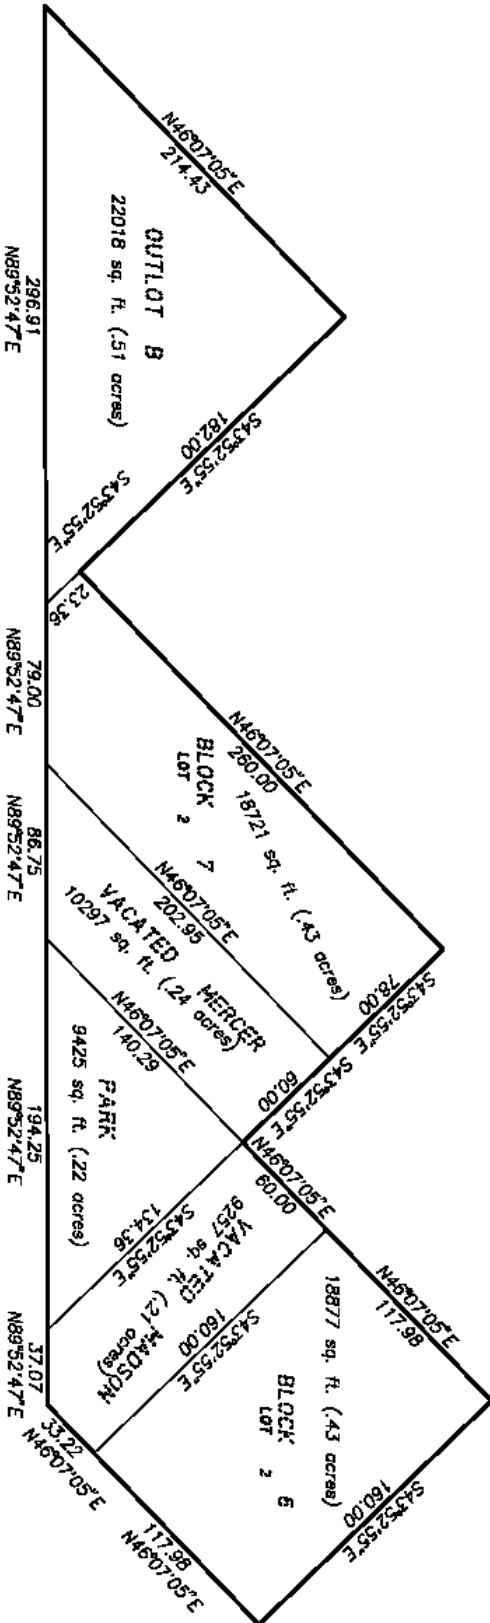 N46°07'05"E
214.43
OUTLOT B
22018 sq. ft. (.51 acres)
296.91
N89°52'47"E
S43°52'55"E
182.00
S43°52'55"E
23.36
79.00
N89°52'47"E
N46°07'05"E
260.00
18721 sq. ft. (.43 acres)
BLOCK 7
LOT 2
S43°52'55"E
78.00
86.75
N89°52'47"E
N46°07'05"E
202.95
VACATED MERCER
10297 sq. ft. (.24 acres)
S43°52'55"E
60.00
N46°07'05"E
140.29
PARK
9425 sq. ft. (.22 acres)
194.25
N89°52'47"E
N46°07'05"E
60.00
S43°52'55"E
134.36
VACATED MADSON
9257 sq. ft. (.21 acres)
S43°52'55"E
160.00
37.07
N89°52'47"E
33.22
N46°07'05"E
N46°07'05"E
117.98
18877 sq. ft. (.43 acres)
BLOCK 6
LOT 2
S43°52'55"E
160.00
117.98
N46°07'05"E